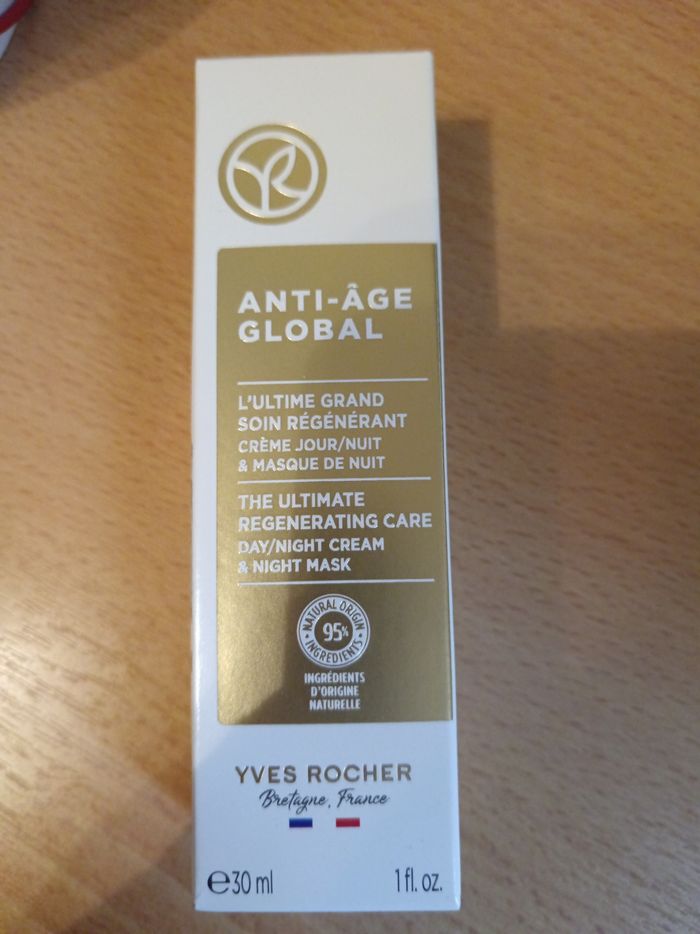 ANTI-ÂGE
GLOBAL
L'ULTIME GRAND
SOIN RÉGÉNÉRANT
CRÈME JOUR/NUIT
& MASQUE DE NUIT
THE ULTIMATE
REGENERATING CARE
DAY/NIGHT CREAM
& NIGHT MASK
NATURAL ORIGIN
95%
INGREDIENTS
INGRÉDIENTS
D'ORIGINE
NATURELLE
YVES ROCHER
Bretagne, France
℮30 ml
1 fl. oz.